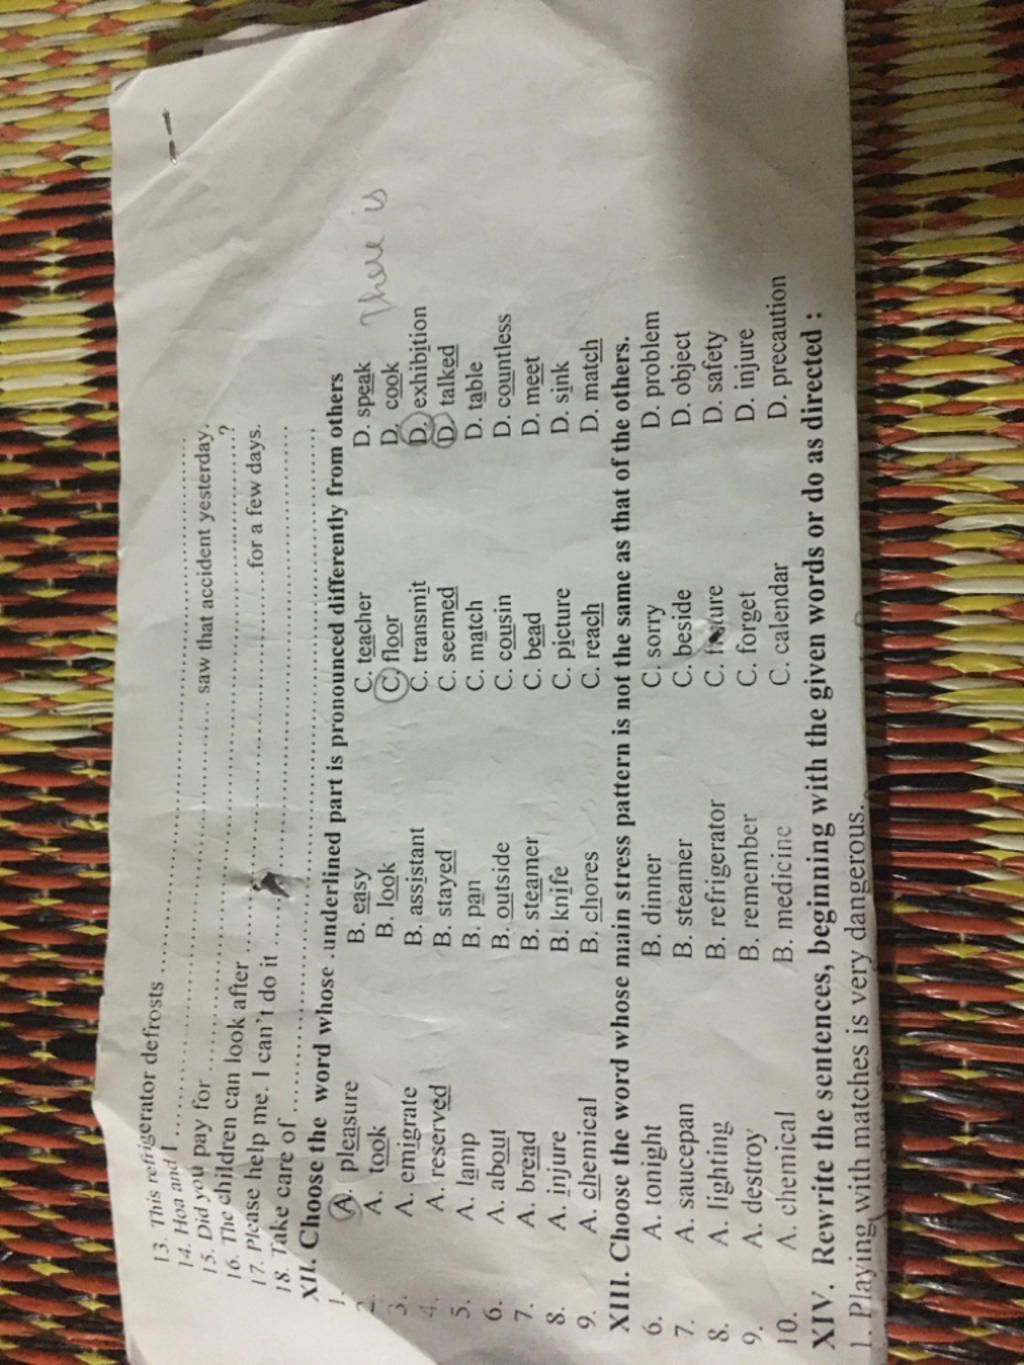 13. This refrigerator defrosts ........................
14. Hoa and I ........................ saw that accident yesterday.
15. Did you pay for ........................?
16. The children can look after ........................ for a few days.
17. Please help me. I can't do it ........................
18. Take care of ........................
XII. Choose the word whose .underlined part is pronounced differently from others
1. A. pleasure B. easy C. teacher D. speak
2. A. took B. look C. floor D. cook There is
3. A. emigrate B. assistant C. transmit D. exhibition
4. A. reserved B. stayed C. seemed D. talked
5. A. lamp B. pan C. match D. table
6. A. about B. outside C. cousin D. countless
7. A. bread B. steamer C. bead D. meet
8. A. injure B. knife C. picture D. sink
9. A. chemical B. chores C. reach D. match
XIII. Choose the word whose main stress pattern is not the same as that of the others.
6. A. tonight B. dinner C. sorry D. problem
7. A. saucepan B. steamer C. beside D. object
8. A. lighting B. refrigerator C. D. safety
9. A. destroy B. remember C. forget D. injure
10. A. chemical B. medicine C. calendar D. precaution
XIV. Rewrite the sentences, beginning with the given words or do as directed :
1. Playing with matches is very dangerous.